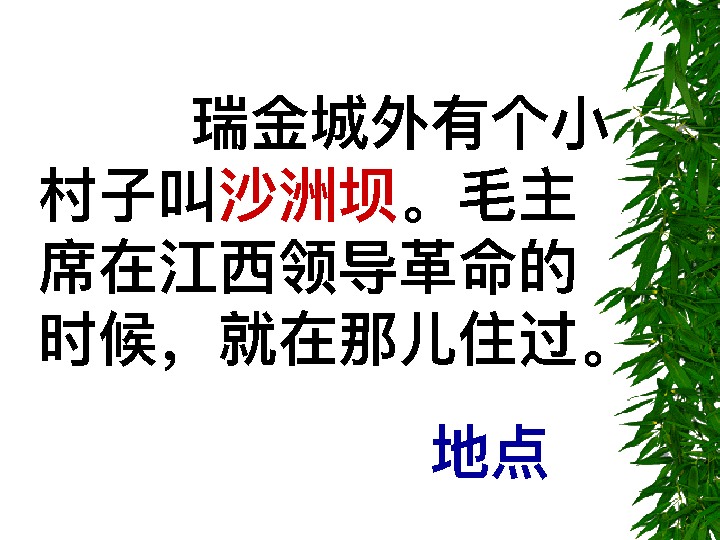 瑞金城外有个小
村子叫沙洲坝。毛主
席在江西领导革命的
时候，就在那儿住过。
地点